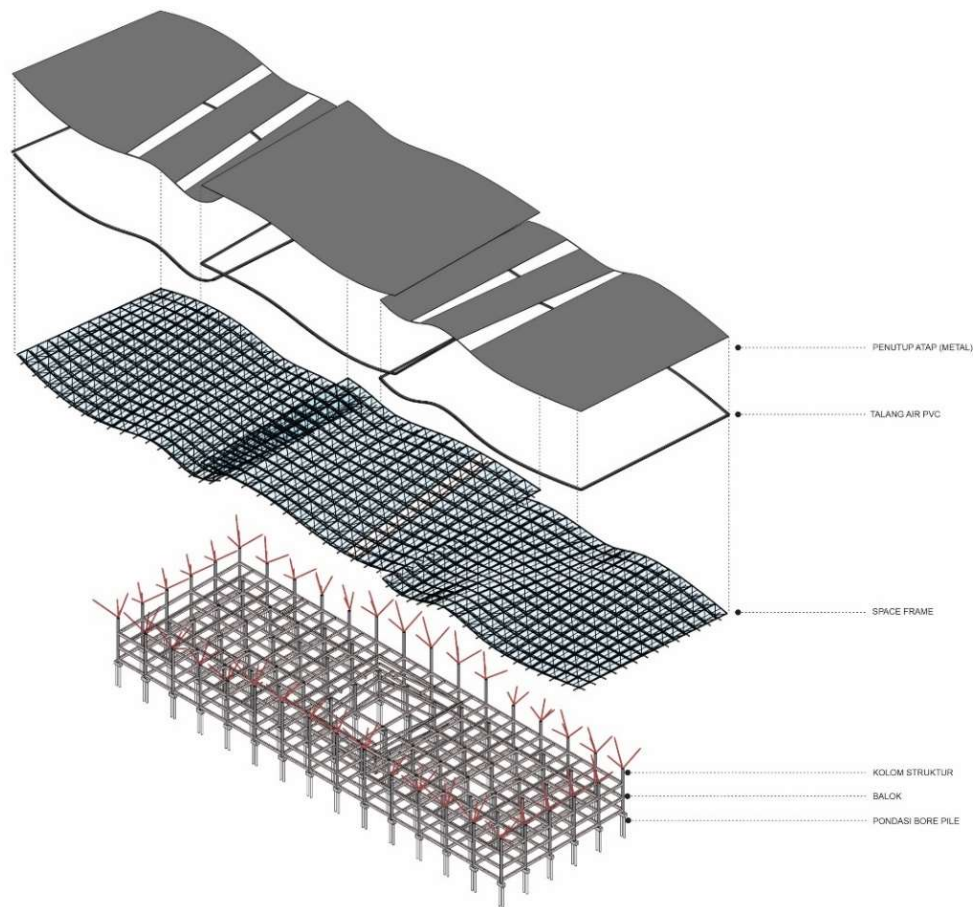 PENUTUP ATAP (METAL)
TALANG AIR PVC
SPACE FRAME
KOLOM STRUKTUR
BALOK
PONDASI BORE PILE